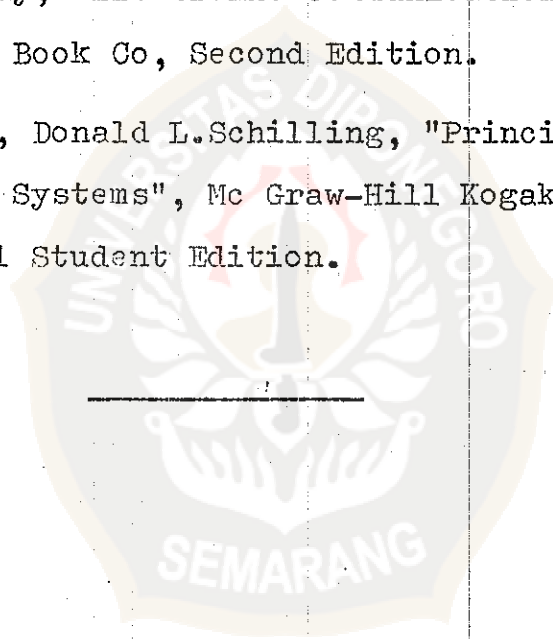 Book Co, Second Edition.
, Donald L.Schilling, "Princi
Systems", Mc Graw-Hill Kogak
l Student Edition.
UNIVERSITAS DIPONEGORO
SEMARANG